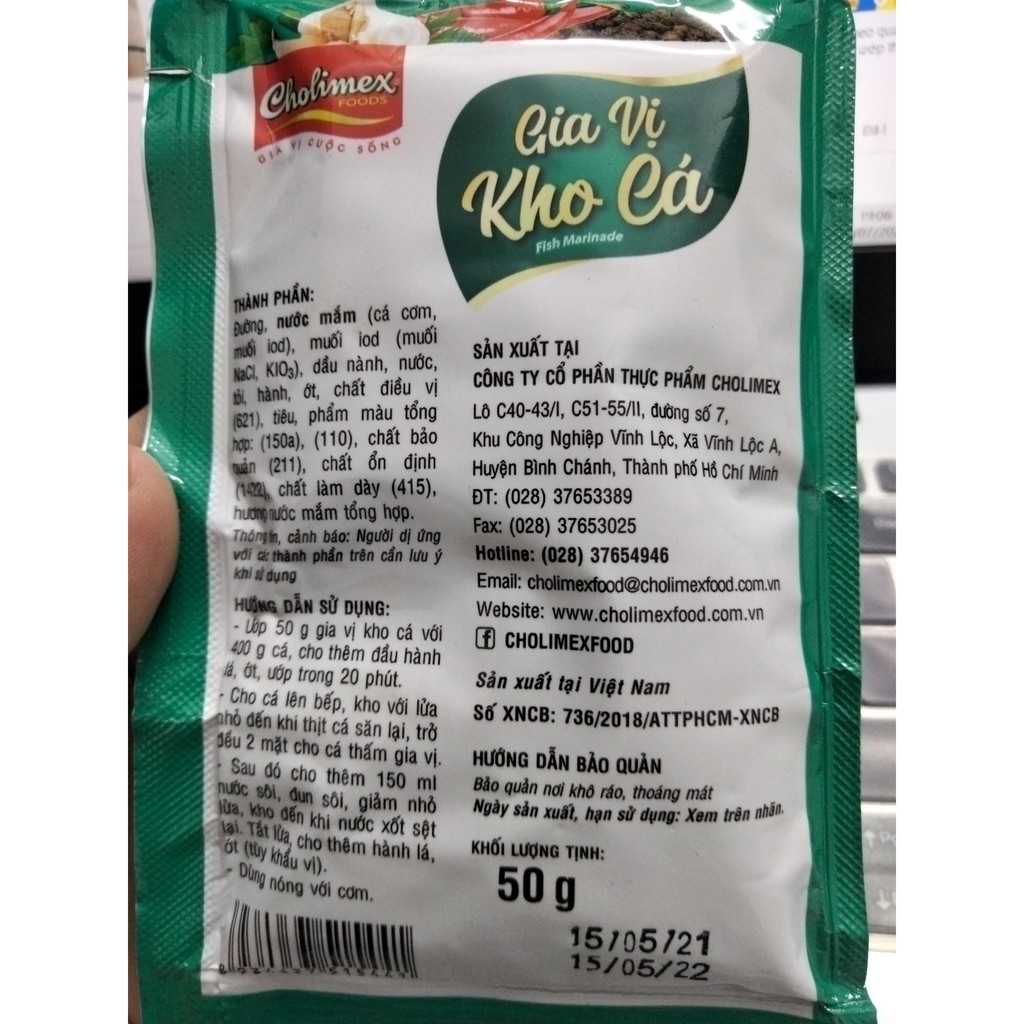 Cholimex
FOODS
GIA VỊ CUỘC SỐNG
Gia Vị
Kho Cá
Fish Marinade
THÀNH PHẦN:
Đường, nước mắm (cá cơm,
muối iod), muối iod (muối
NaCl, KIO₃), dầu nành, nước,
tỏi, hành, ớt, chất điều vị
(621), tiêu, phẩm màu tổng
hợp: (150a), (110), chất bảo
quản (211), chất ổn định
(1422), chất làm dày (415),
hương nước mắm tổng hợp.
Thông tin, cảnh báo: Người dị ứng
với các thành phần trên cần lưu ý
khi sử dụng
HƯỚNG DẪN SỬ DỤNG:
- Ướp 50 g gia vị kho cá với
400 g cá, cho thêm đầu hành
lá, ớt, ướp trong 20 phút.
- Cho cá lên bếp, kho với lửa
nhỏ đến khi thịt cá săn lại, trở
đều 2 mặt cho cá thấm gia vị.
- Sau đó cho thêm 150 ml
nước sôi, đun sôi, giảm nhỏ
lửa, kho đến khi nước xốt sệt
lại. Tắt lửa, cho thêm hành lá,
ớt (tùy khẩu vị).
- Dùng nóng với cơm.
SẢN XUẤT TẠI
CÔNG TY CỔ PHẦN THỰC PHẨM CHOLIMEX
Lô C40-43/I, C51-55/II, đường số 7,
Khu Công Nghiệp Vĩnh Lộc, Xã Vĩnh Lộc A,
Huyện Bình Chánh, Thành phố Hồ Chí Minh
ĐT: (028) 37653389
Fax: (028) 37653025
Hotline: (028) 37654946
Email: cholimexfood@cholimexfood.com.vn
Website: www.cholimexfood.com.vn
CHOLIMEXFOOD
Sản xuất tại Việt Nam
Số XNCB: 736/2018/ATTPHCM-XNCB
HƯỚNG DẪN BẢO QUẢN
Bảo quản nơi khô ráo, thoáng mát
Ngày sản xuất, hạn sử dụng: Xem trên nhãn.
KHỐI LƯỢNG TỊNH:
50 g
15/05/21
15/05/22
19:06